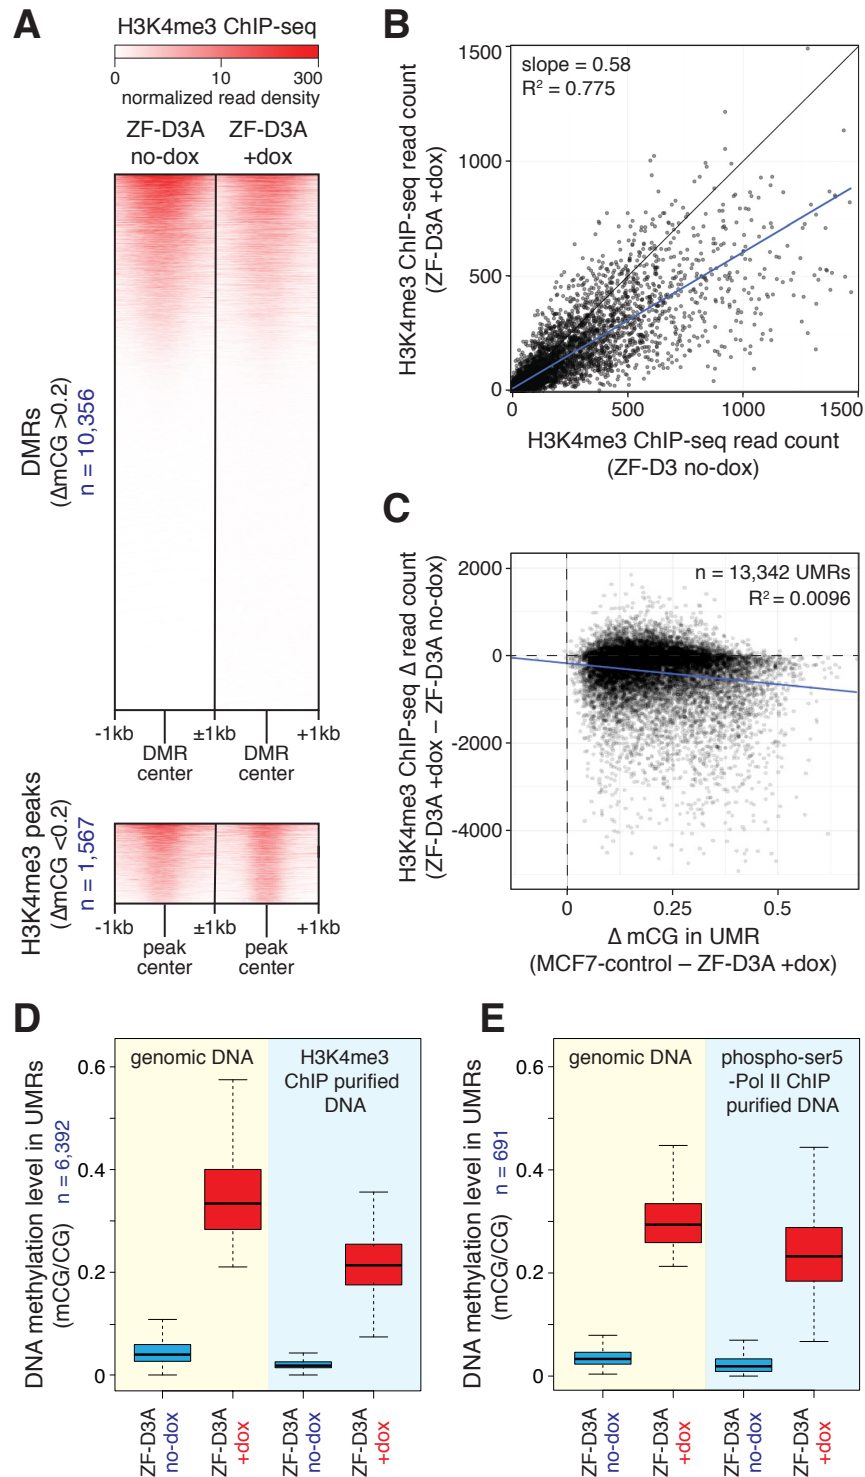 A
H3K4me3 ChIP-seq
0 10 300
normalized read density
ZF-D3A
no-dox
ZF-D3A
+dox
DMRs
(ΔmCG >0.2)
n = 10,356
-1kb ±1kb +1kb
DMR
center
DMR
center
H3K4me3 peaks
(ΔmCG <0.2)
n = 1,567
-1kb ±1kb +1kb
peak
center
peak
center
B
slope = 0.58
R² = 0.775
H3K4me3 ChIP-seq read count
(ZF-D3A +dox)
1500
1000
500
0
0 500 1000 1500
H3K4me3 ChIP-seq read count
(ZF-D3 no-dox)
C
n = 13,342 UMRs
R² = 0.0096
H3K4me3 ChIP-seq Δ read count
(ZF-D3A +dox – ZF-D3A no-dox)
2000
0
-2000
-4000
0 0.25 0.5
Δ mCG in UMR
(MCF7-control – ZF-D3A +dox)
D
genomic DNA
H3K4me3
ChIP purified
DNA
DNA methylation level in UMRs
(mCG/CG)
n = 6,392
0.6
0.4
0.2
0
ZF-D3A
no-dox
ZF-D3A
+dox
ZF-D3A
no-dox
ZF-D3A
+dox
E
genomic DNA
phospho-ser5
-Pol II ChIP
purified DNA
DNA methylation level in UMRs
(mCG/CG)
n = 691
0.6
0.4
0.2
0
ZF-D3A
no-dox
ZF-D3A
+dox
ZF-D3A
no-dox
ZF-D3A
+dox